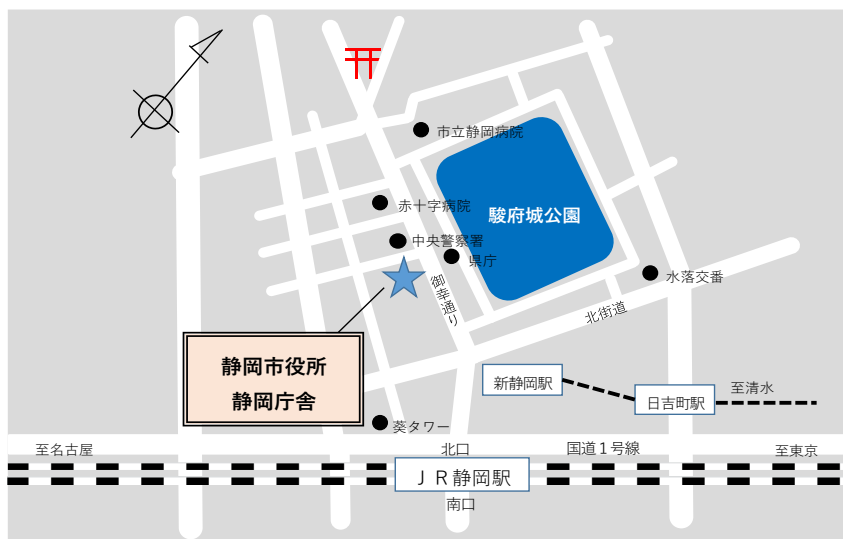 市立静岡病院
赤十字病院
駿府城公園
中央警察署
県庁
水落交番
御幸通り
北街道
静岡市役所
静岡庁舎
新静岡駅
日吉町駅
至清水
葵タワー
至名古屋
北口
国道１号線
至東京
ＪＲ静岡駅
南口